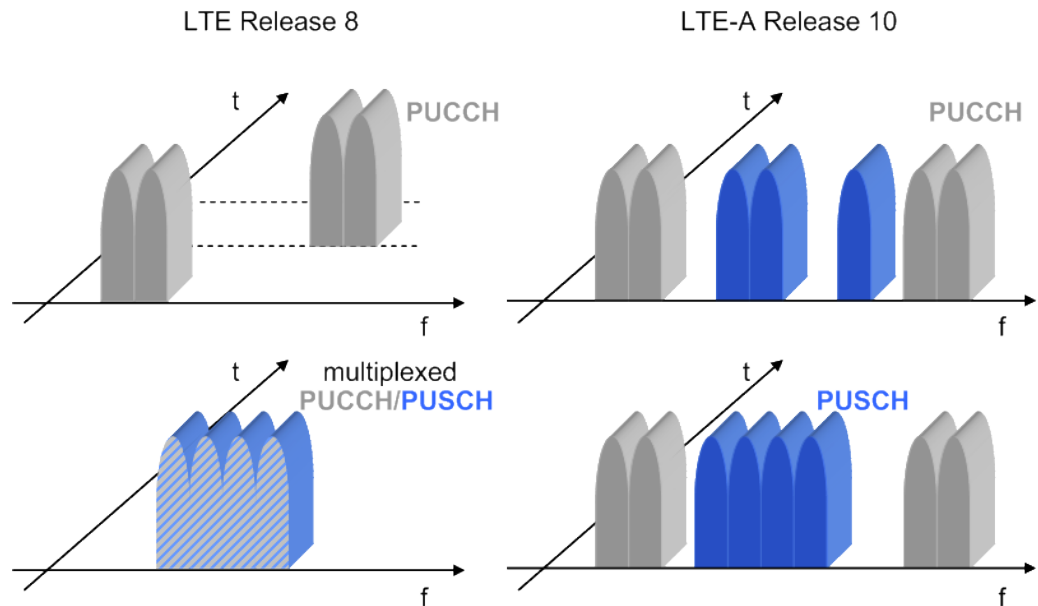 LTE Release 8
LTE-A Release 10
t
PUCCH
f
t
PUCCH
f
t
multiplexed
PUCCH/PUSCH
f
t
PUSCH
f